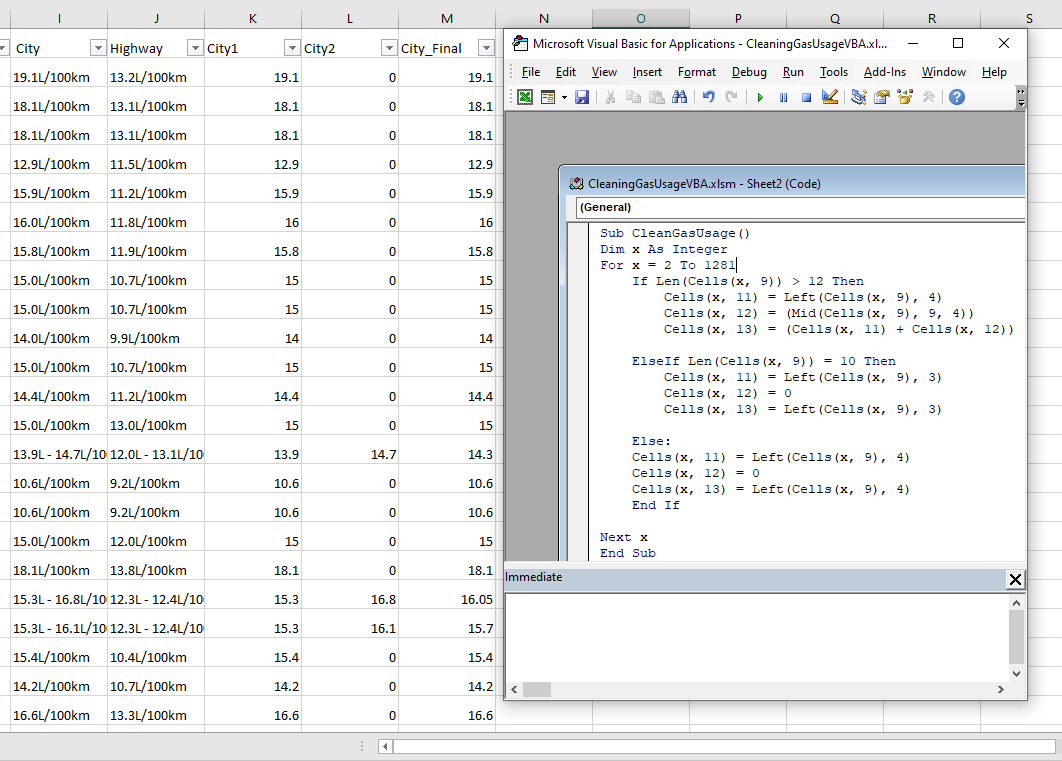 I J K L M N O P Q R S
City Highway City1 City2 City_Final
19.1L/100km 13.2L/100km 19.1 0 19.1
18.1L/100km 13.1L/100km 18.1 0 18.1
18.1L/100km 13.1L/100km 18.1 0 18.1
12.9L/100km 11.5L/100km 12.9 0 12.9
15.9L/100km 11.2L/100km 15.9 0 15.9
16.0L/100km 11.8L/100km 16 0 16
15.8L/100km 11.9L/100km 15.8 0 15.8
15.0L/100km 10.7L/100km 15 0 15
15.0L/100km 10.7L/100km 15 0 15
14.0L/100km 9.9L/100km 14 0 14
15.0L/100km 10.7L/100km 15 0 15
14.4L/100km 11.2L/100km 14.4 0 14.4
15.0L/100km 13.0L/100km 15 0 15
13.9L - 14.7L/10 12.0L - 13.1L/10 13.9 14.7 14.3
10.6L/100km 9.2L/100km 10.6 0 10.6
10.6L/100km 9.2L/100km 10.6 0 10.6
15.0L/100km 12.0L/100km 15 0 15
18.1L/100km 13.8L/100km 18.1 0 18.1
15.3L - 16.8L/10 12.3L - 12.4L/10 15.3 16.8 16.05
15.3L - 16.1L/10 12.3L - 12.4L/10 15.3 16.1 15.7
15.4L/100km 10.4L/100km 15.4 0 15.4
14.2L/100km 10.7L/100km 14.2 0 14.2
16.6L/100km 13.3L/100km 16.6 0 16.6
Microsoft Visual Basic for Applications - CleaningGasUsageVBA.xl...
File Edit View Insert Format Debug Run Tools Add-Ins Window Help
CleaningGasUsageVBA.xlsm - Sheet2 (Code)
(General)
Sub CleanGasUsage()
Dim x As Integer
For x = 2 To 1281
If Len(Cells(x, 9)) > 12 Then
Cells(x, 11) = Left(Cells(x, 9), 4)
Cells(x, 12) = (Mid(Cells(x, 9), 9, 4))
Cells(x, 13) = (Cells(x, 11) + Cells(x, 12))
ElseIf Len(Cells(x, 9)) = 10 Then
Cells(x, 11) = Left(Cells(x, 9), 3)
Cells(x, 12) = 0
Cells(x, 13) = Left(Cells(x, 9), 3)
Else:
Cells(x, 11) = Left(Cells(x, 9), 4)
Cells(x, 12) = 0
Cells(x, 13) = Left(Cells(x, 9), 4)
End If
Next x
End Sub
Immediate